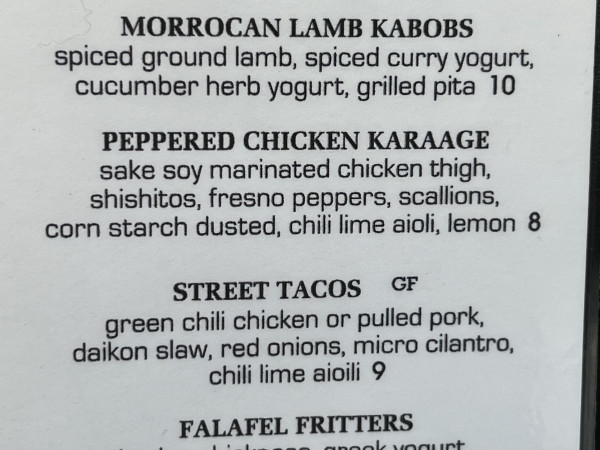 MORROCAN LAMB KABOBS
spiced ground lamb, spiced curry yogurt,
cucumber herb yogurt, grilled pita 10
PEPPERED CHICKEN KARAAGE
sake soy marinated chicken thigh,
shishitos, fresno peppers, scallions,
corn starch dusted, chili lime aioli, lemon 8
STREET TACOS GF
green chili chicken or pulled pork,
daikon slaw, red onions, micro cilantro,
chili lime aioili 9
FALAFEL FRITTERS
greek yogurt